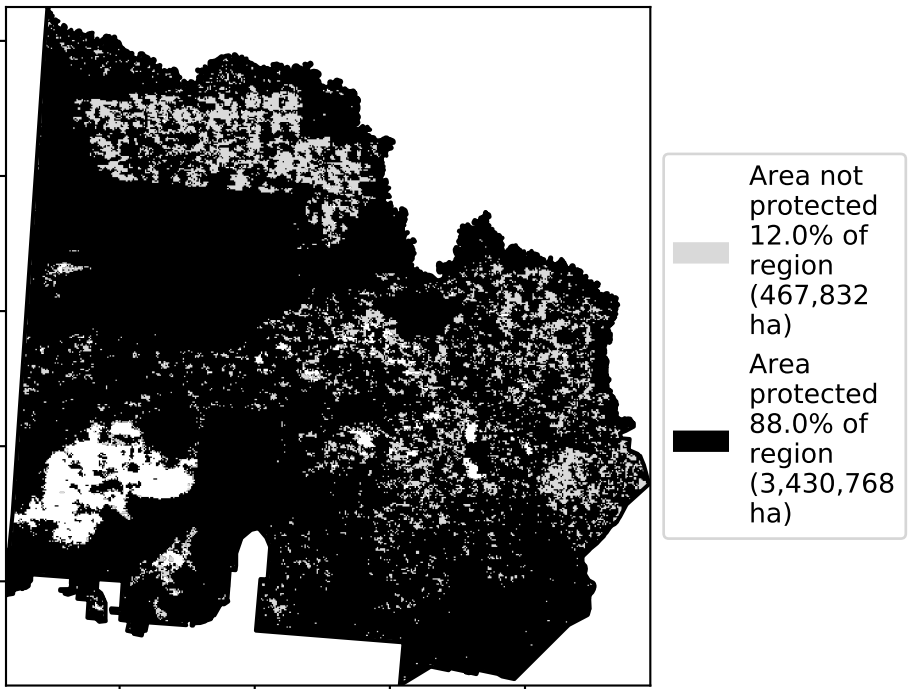 Area not
protected
12.0% of
region
(467,832
ha)
Area
protected
88.0% of
region
(3,430,768
ha)